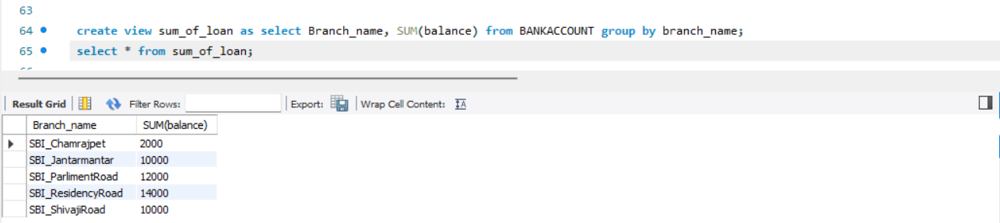 63
64 create view sum_of_loan as select Branch_name, SUM(balance) from BANKACCOUNT group by branch_name;
65 select * from sum_of_loan;
Result Grid Filter Rows: Export: Wrap Cell Content: IA
Branch_name SUM(balance)
SBI_Chamrajpet 2000
SBI_Jantarmantar 10000
SBI_ParlimentRoad 12000
SBI_ResidencyRoad 14000
SBI_ShivajiRoad 10000